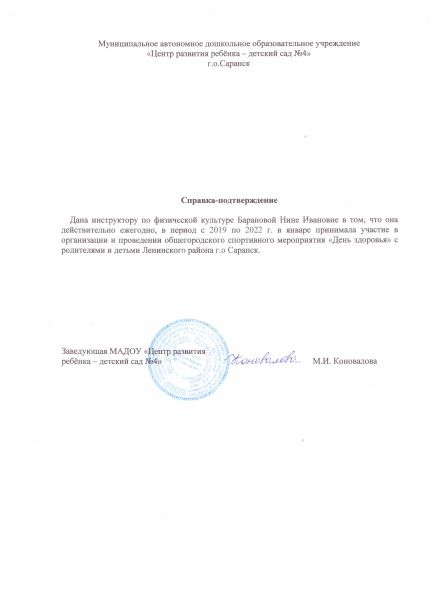 Муниципальное автономное дошкольное образовательное учреждение
«Центр развития ребёнка – детский сад №4»
г.о.Саранск
Справка-подтверждение
Дана инструктору по физической культуре Барановой Нине Ивановне в том, что она
действительно ежегодно, в период с 2019 по 2022 г. в январе принимала участие в
организации и проведении общегородского спортивного мероприятия «День здоровья» с
родителями и детьми Ленинского района г.о Саранск.
Заведующая МАДОУ «Центр развития
ребёнка – детский сад №4»
Коновалова
М.И. Коновалова